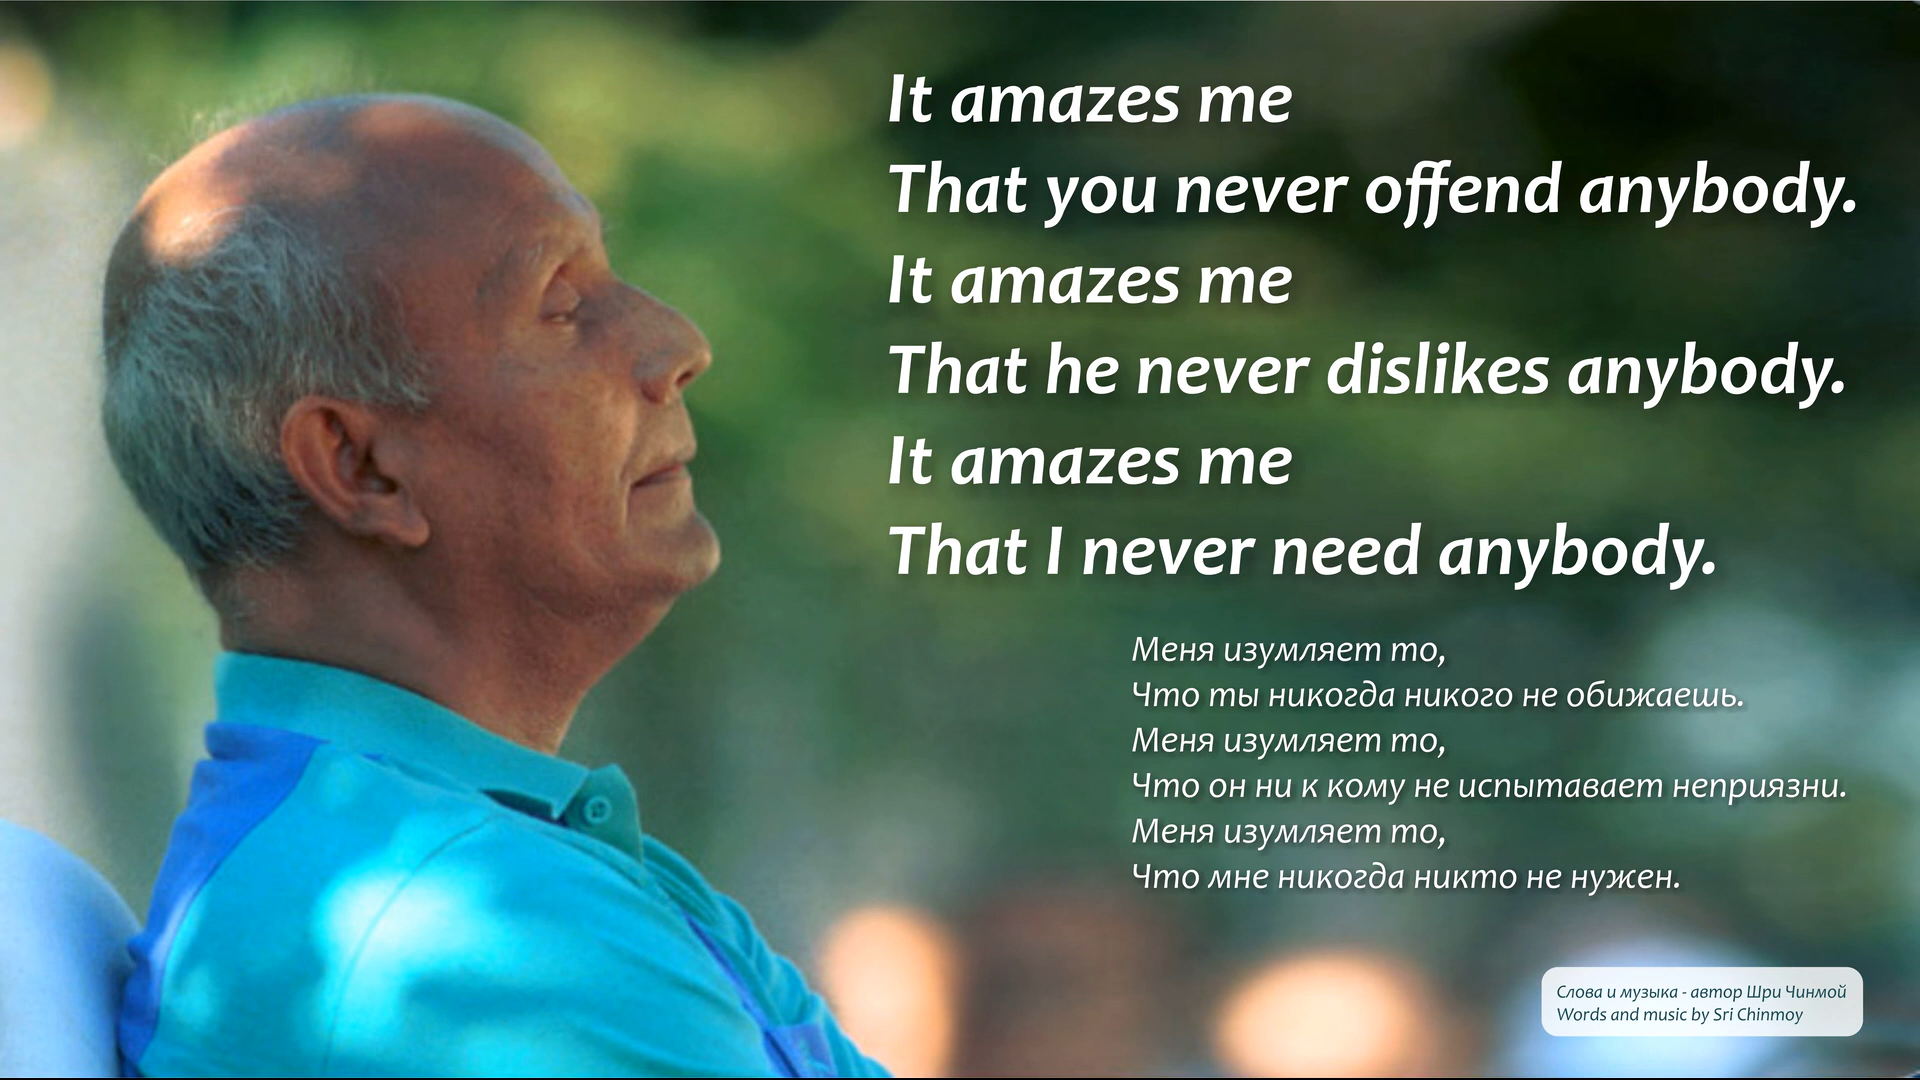 It amazes me
That you never offend anybody.
It amazes me
That he never dislikes anybody.
It amazes me
That I never need anybody.
Меня изумляет то,
Что ты никогда никого не обижаешь.
Меня изумляет то,
Что он ни к кому не испытавает неприязни.
Меня изумляет то,
Что мне никогда никто не нужен.
Слова и музыка - автор Шри Чинмой
Words and music by Sri Chinmoy